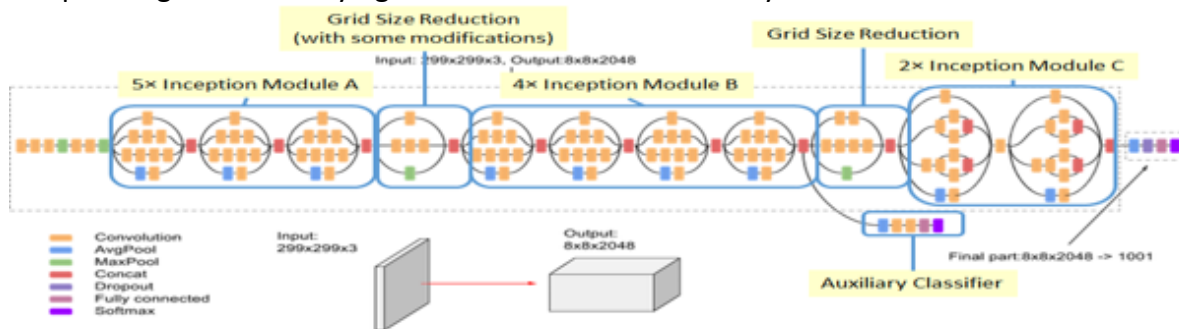 Grid Size Reduction
(with some modifications)
Grid Size Reduction
Input: 299x299x3, Output:8x8x2048
5× Inception Module A
4× Inception Module B
2× Inception Module C
Convolution
AvgPool
MaxPool
Concat
Dropout
Fully connected
Softmax
Input:
299x299x3
Output:
8x8x2048
Final part:8x8x2048 -> 1001
Auxiliary Classifier